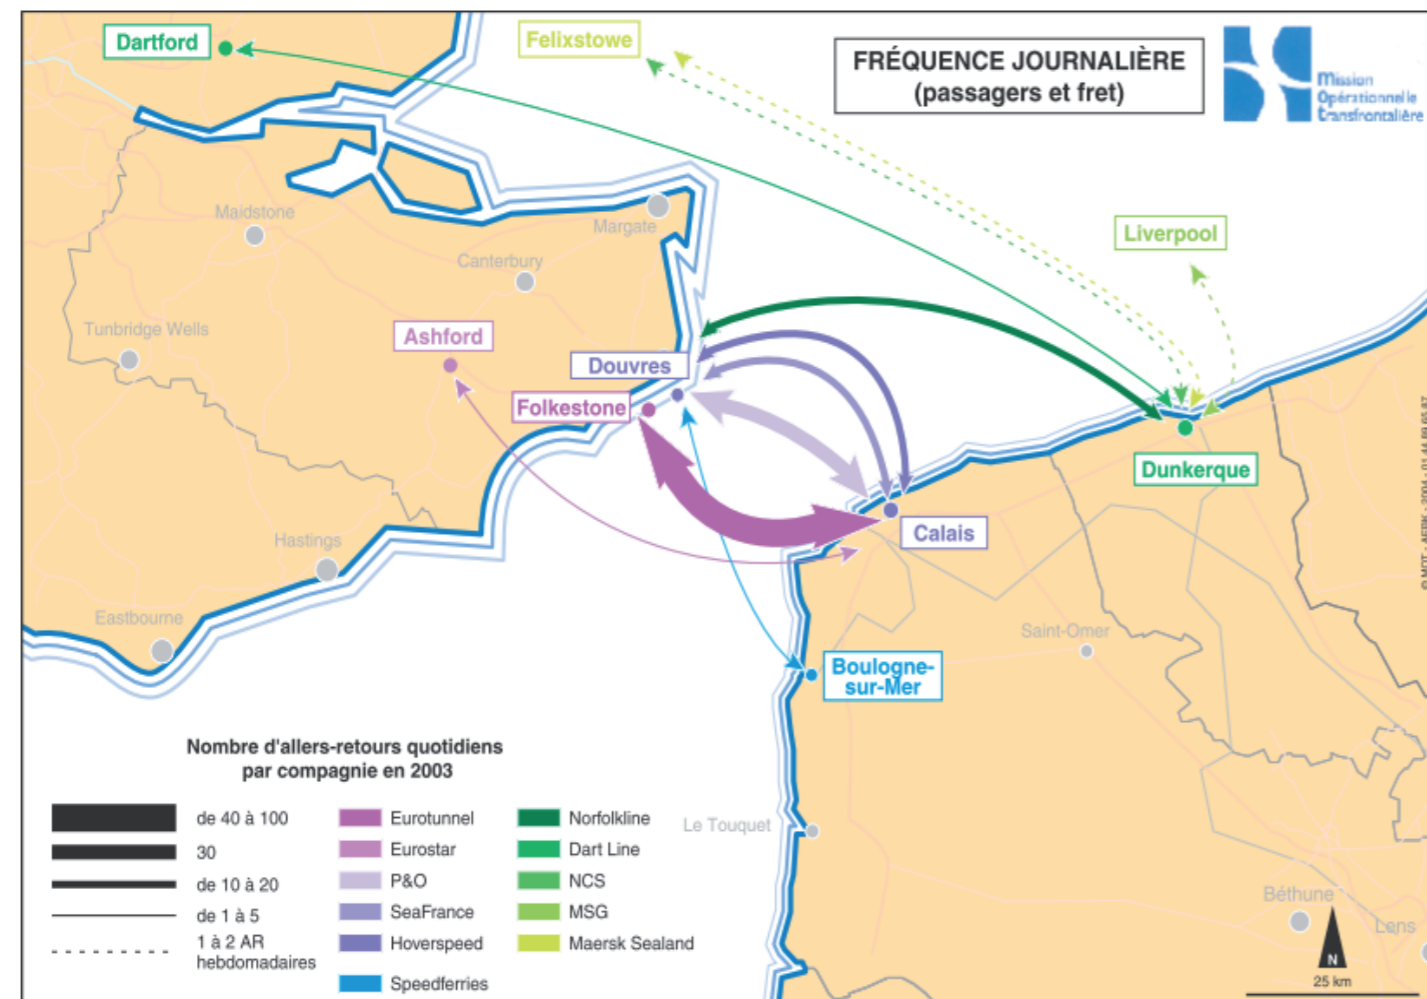 Dartford
Felixstowe
FRÉQUENCE JOURNALIÈRE
(passagers et fret)
Mission
Opérationnelle
Transfrontalière
Maidstone
Margate
Liverpool
Canterbury
Tunbridge Wells
Ashford
Douvres
Folkestone
Dunkerque
Calais
Hastings
Eastbourne
Saint-Omer
Boulogne-
sur-Mer
Le Touquet
Béthune
Lens
Nombre d'allers-retours quotidiens
par compagnie en 2003
de 40 à 100
30
de 10 à 20
de 1 à 5
1 à 2 AR
hebdomadaires
Eurotunnel
Eurostar
P&O
SeaFrance
Hoverspeed
Speedferries
Norfolkline
Dart Line
NCS
MSG
Maersk Sealand
N
25 km